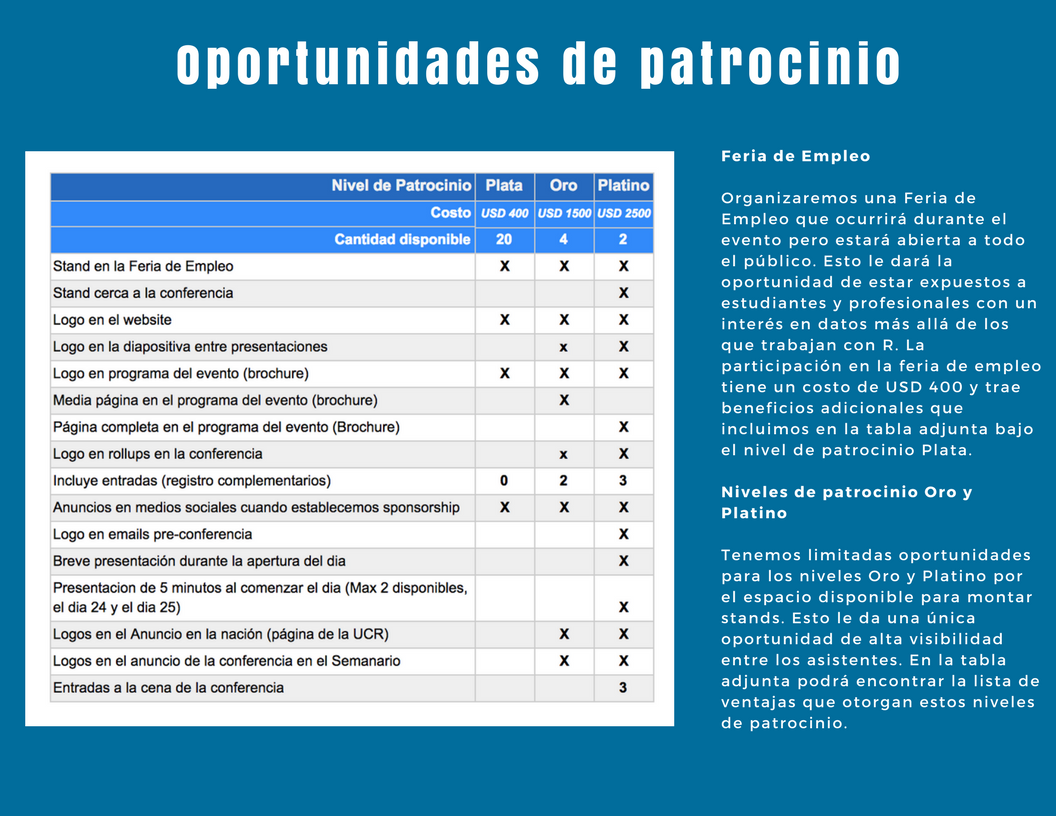 Oportunidades de patrocinio
Nivel de Patrocinio Plata Oro Platino
Costo USD 400 USD 1500 USD 2500
Cantidad disponible 20 4 2
Stand en la Feria de Empleo X X X
Stand cerca a la conferencia X
Logo en el website X X X
Logo en la diapositiva entre presentaciones x X
Logo en programa del evento (brochure) X X X
Media página en el programa del evento (brochure) X
Página completa en el programa del evento (Brochure) X
Logo en rollups en la conferencia x X
Incluye entradas (registro complementarios) 0 2 3
Anuncios en medios sociales cuando establecemos sponsorship X X X
Logo en emails pre-conferencia X
Breve presentación durante la apertura del dia X
Presentacion de 5 minutos al comenzar el dia (Max 2 disponibles,
el dia 24 y el dia 25) X
Logos en el Anuncio en la nación (página de la UCR) X X
Logos en el anuncio de la conferencia en el Semanario X X
Entradas a la cena de la conferencia 3
Feria de Empleo
Organizaremos una Feria de
Empleo que ocurrirá durante el
evento pero estará abierta a todo
el público. Esto le dará la
oportunidad de estar expuestos a
estudiantes y profesionales con un
interés en datos más allá de los
que trabajan con R. La
participación en la feria de empleo
tiene un costo de USD 400 y trae
beneficios adicionales que
incluimos en la tabla adjunta bajo
el nivel de patrocinio Plata.
Niveles de patrocinio Oro y
Platino
Tenemos limitadas oportunidades
para los niveles Oro y Platino por
el espacio disponible para montar
stands. Esto le da una única
oportunidad de alta visibilidad
entre los asistentes. En la tabla
adjunta podrá encontrar la lista de
ventajas que otorgan estos niveles
de patrocinio.